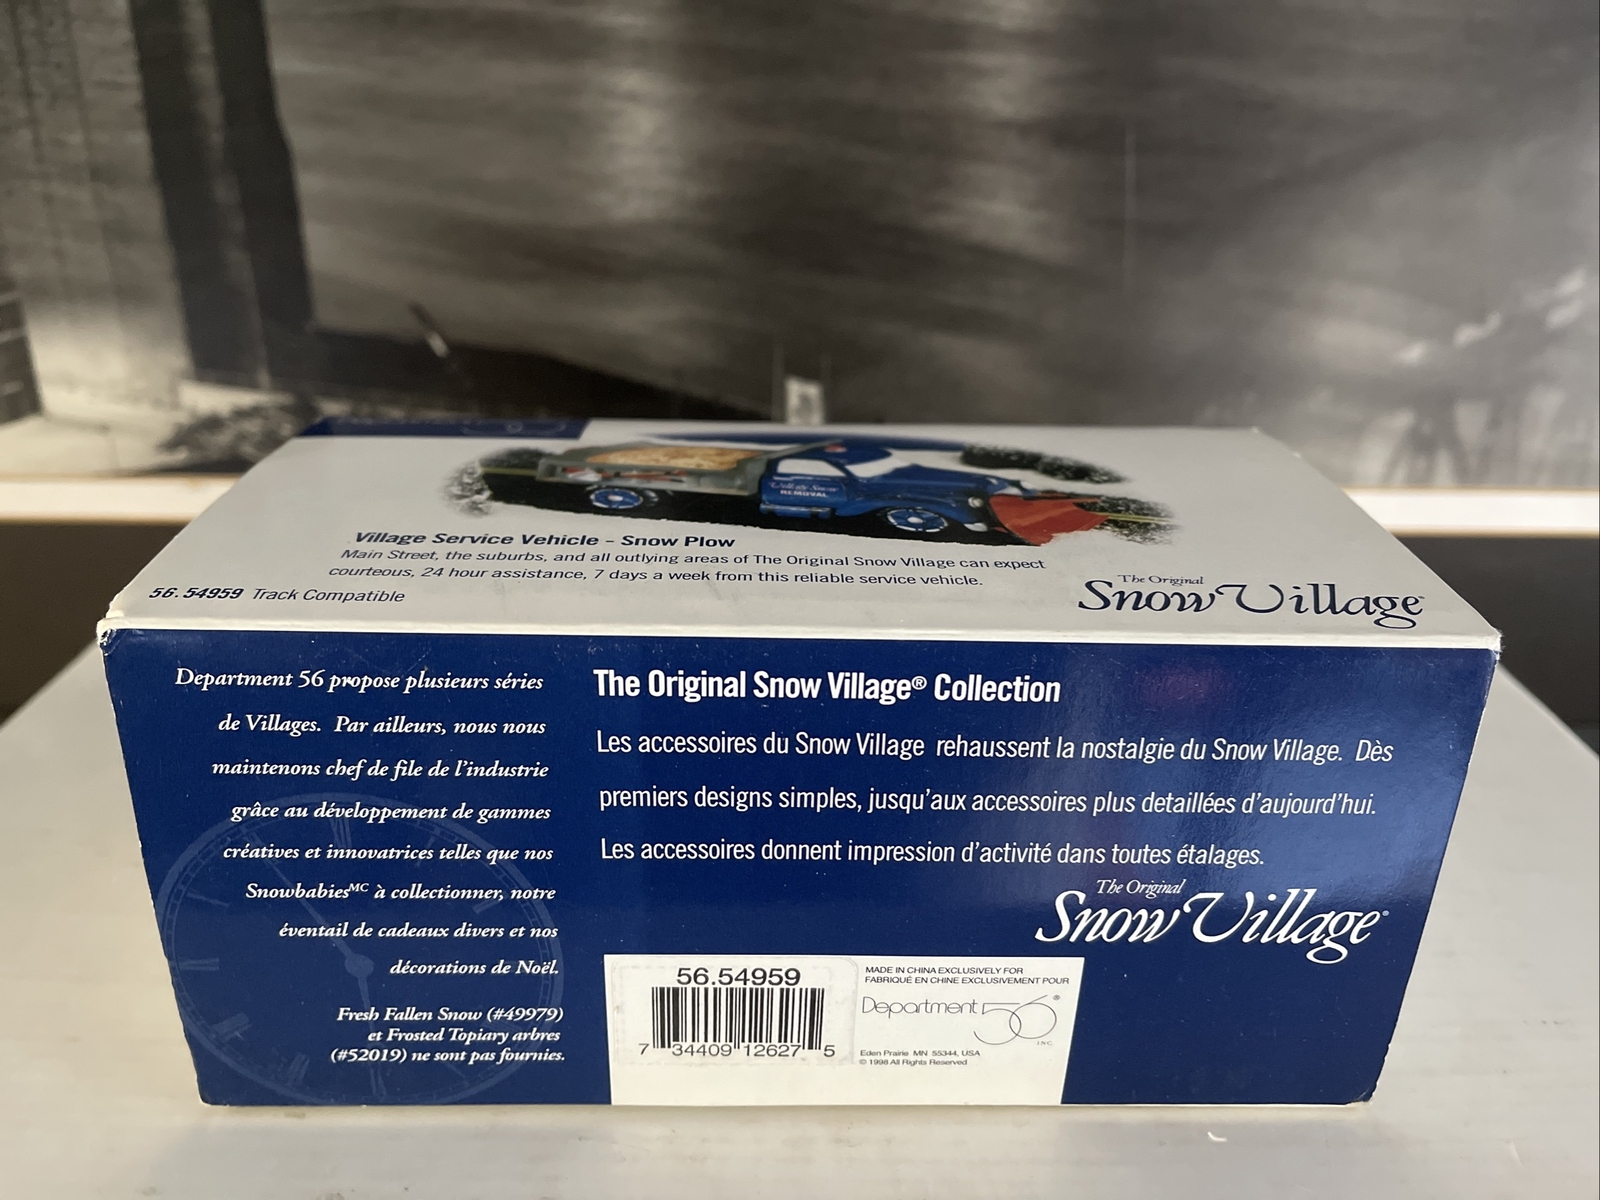 Village Snow
REMOVAL
Village Service Vehicle – Snow Plow
Main Street, the suburbs, and all outlying areas of The Original Snow Village can expect
courteous, 24 hour assistance, 7 days a week from this reliable service vehicle.
56.54959 Track Compatible
The Original
Snow Village
Department 56 propose plusieurs séries
de Villages. Par ailleurs, nous nous
maintenons chef de file de l'industrie
grâce au développement de gammes
créatives et innovatrices telles que nos
Snowbabiesᴹᶜ à collectionner, notre
éventail de cadeaux divers et nos
décorations de Noël.
Fresh Fallen Snow (#49979)
et Frosted Topiary arbres
(#52019) ne sont pas fournies.
The Original Snow Village® Collection
Les accessoires du Snow Village rehaussent la nostalgie du Snow Village. Dès
premiers designs simples, jusqu'aux accessoires plus detaillées d'aujourd'hui.
Les accessoires donnent impression d'activité dans toutes étalages.
The Original
Snow Village®
56.54959
7 34409 12627 5
MADE IN CHINA EXCLUSIVELY FOR
FABRIQUÉ EN CHINE EXCLUSIVEMENT POUR
Department 56®
INC.
Eden Prairie MN 55344, USA
© 1998 All Rights Reserved